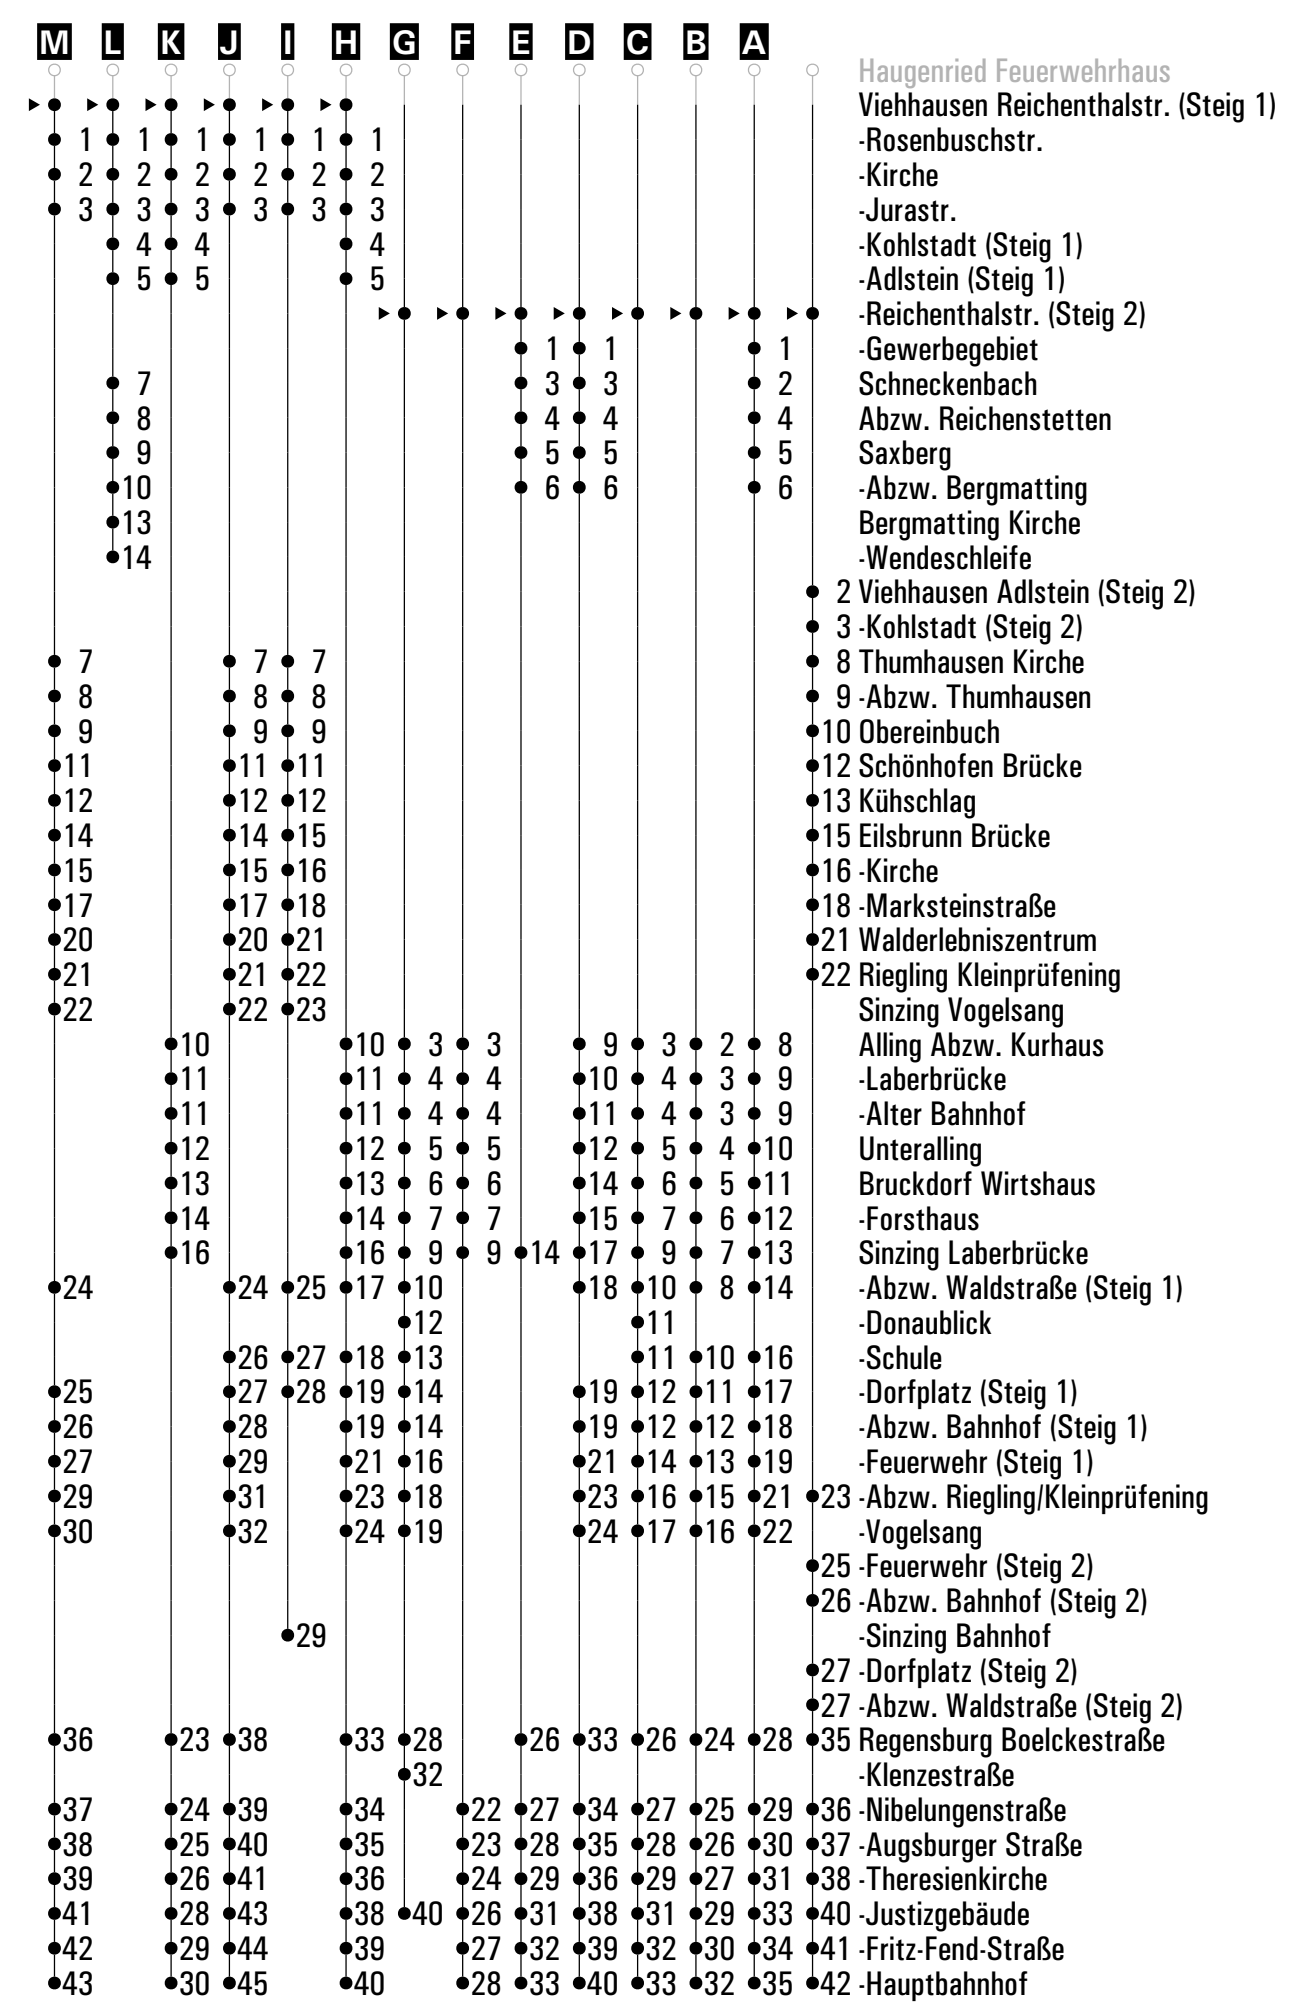 M L K J I H G F E D C B A
Haugenried Feuerwehrhaus
Viehhausen Reichenthalstr. (Steig 1)
1 1 1 1 1 1 -Rosenbuschstr.
2 2 2 2 2 2 -Kirche
3 3 3 3 3 3 -Jurastr.
4 4 4 -Kohlstadt (Steig 1)
5 5 5 -Adlstein (Steig 1)
-Reichenthalstr. (Steig 2)
1 1 1 -Gewerbegebiet
7 3 3 2 Schneckenbach
8 4 4 4 Abzw. Reichenstetten
9 5 5 5 Saxberg
10 6 6 6 -Abzw. Bergmatting
13 Bergmatting Kirche
14 -Wendeschleife
2 Viehhausen Adlstein (Steig 2)
3 -Kohlstadt (Steig 2)
7 7 7 8 Thumhausen Kirche
8 8 8 9 -Abzw. Thumhausen
9 9 9 10 Obereinbuch
11 11 11 12 Schönhofen Brücke
12 12 12 13 Kühschlag
14 14 15 15 Eilsbrunn Brücke
15 15 16 16 -Kirche
17 17 18 18 -Marksteinstraße
20 20 21 21 Walderlebniszentrum
21 21 22 22 Riegling Kleinprüfening
22 22 23 Sinzing Vogelsang
10 10 3 3 9 3 2 8 Alling Abzw. Kurhaus
11 11 4 4 10 4 3 9 -Laberbrücke
11 11 4 4 11 4 3 9 -Alter Bahnhof
12 12 5 5 12 5 4 10 Unteralling
13 13 6 6 14 6 5 11 Bruckdorf Wirtshaus
14 14 7 7 15 7 6 12 -Forsthaus
16 16 9 9 14 17 9 7 13 Sinzing Laberbrücke
24 24 25 17 10 18 10 8 14 -Abzw. Waldstraße (Steig 1)
12 11 -Donaublick
26 27 18 13 11 10 16 -Schule
25 27 28 19 14 19 12 11 17 -Dorfplatz (Steig 1)
26 28 19 14 19 12 12 18 -Abzw. Bahnhof (Steig 1)
27 29 21 16 21 14 13 19 -Feuerwehr (Steig 1)
29 31 23 18 23 16 15 21 23 -Abzw. Riegling/Kleinprüfening
30 32 24 19 24 17 16 22 -Vogelsang
25 -Feuerwehr (Steig 2)
26 -Abzw. Bahnhof (Steig 2)
29 -Sinzing Bahnhof
27 -Dorfplatz (Steig 2)
27 -Abzw. Waldstraße (Steig 2)
36 23 38 33 28 26 33 26 24 28 35 Regensburg Boelckestraße
32 -Klenzestraße
37 24 39 34 22 27 34 27 25 29 36 -Nibelungenstraße
38 25 40 35 23 28 35 28 26 30 37 -Augsburger Straße
39 26 41 36 24 29 36 29 27 31 38 -Theresienkirche
41 28 43 38 40 26 31 38 31 29 33 40 -Justizgebäude
42 29 44 39 27 32 39 32 30 34 41 -Fritz-Fend-Straße
43 30 45 40 28 33 40 33 32 35 42 -Hauptbahnhof